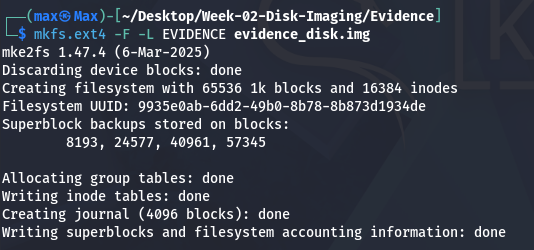 ┌──(max㉿Max)-[~/Desktop/Week-02-Disk-Imaging/Evidence]
└─$ mkfs.ext4 -F -L EVIDENCE evidence_disk.img
mke2fs 1.47.4 (6-Mar-2025)
Discarding device blocks: done
Creating filesystem with 65536 1k blocks and 16384 inodes
Filesystem UUID: 9935e0ab-6dd2-49b0-8b78-8b873d1934de
Superblock backups stored on blocks:
        8193, 24577, 40961, 57345

Allocating group tables: done
Writing inode tables: done
Creating journal (4096 blocks): done
Writing superblocks and filesystem accounting information: done